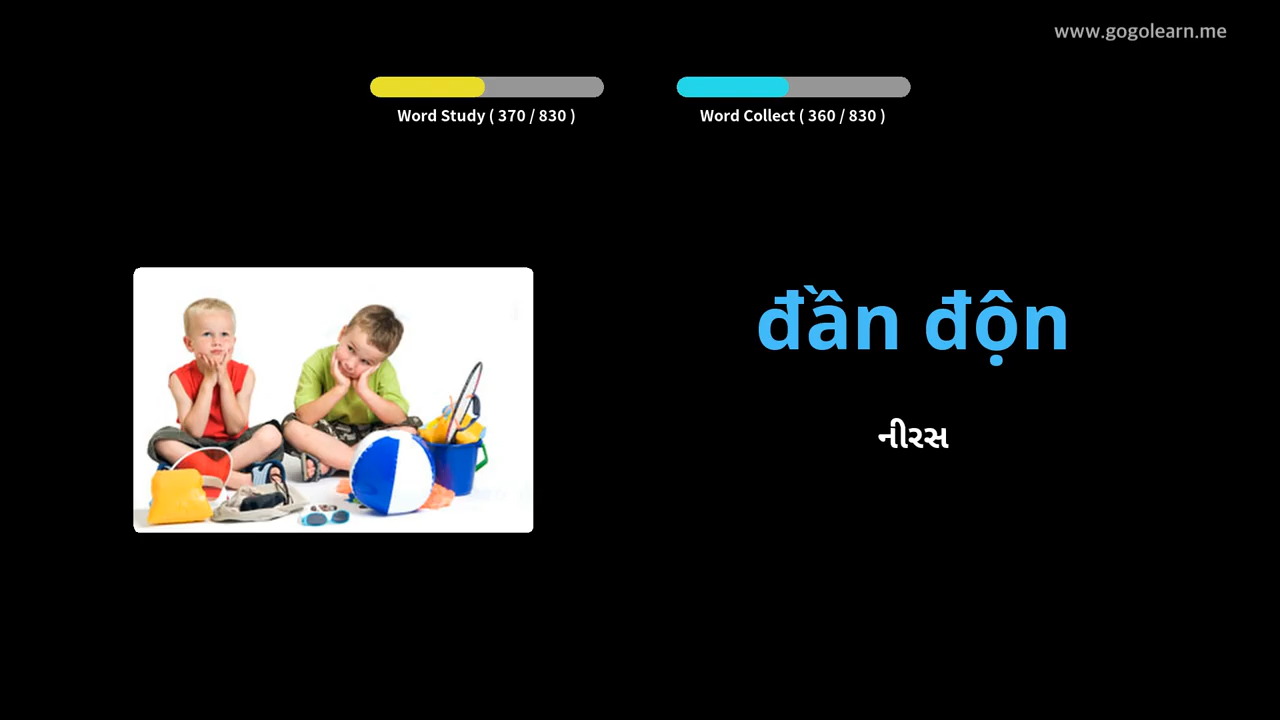 www.gogolearn.me
Word Study ( 370 / 830 )
Word Collect ( 360 / 830 )
đần độn
નીરસ